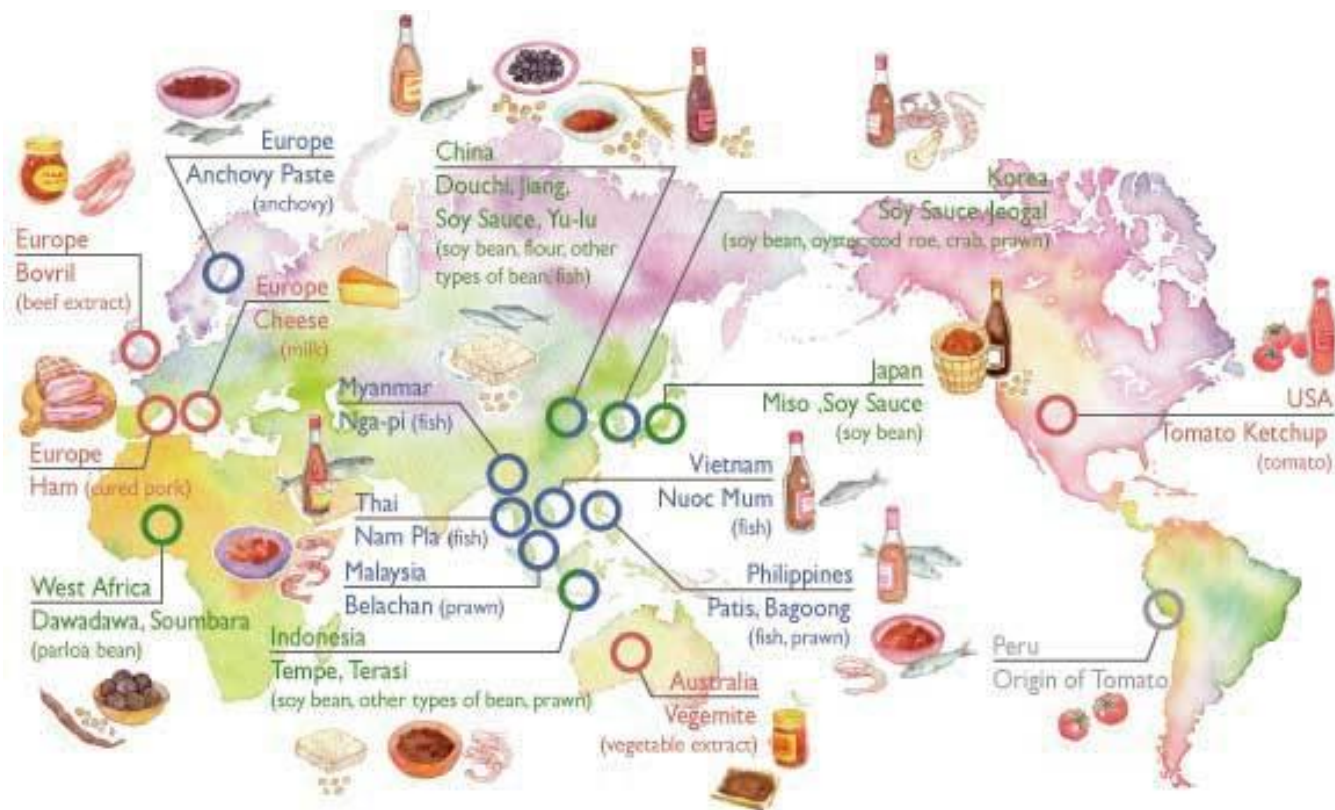 Europe
Anchovy Paste
(anchovy)
China
Douchi, Jiang,
Soy Sauce, Yu-lu
(soy bean, flour, other
types of bean, fish)
Korea
Soy Sauce Jeogal
(soy bean, oyster, cod roe, crab, prawn)
Europe
Bovril
(beef extract)
Europe
Cheese
(milk)
Japan
Miso ,Soy Sauce
(soy bean)
USA
Tomato Ketchup
(tomato)
Myanmar
Nga-pi (fish)
Europe
Ham (cured pork)
Vietnam
Nuoc Mum
(fish)
Thai
Nam Pla (fish)
Malaysia
Belachan (prawn)
Philippines
Patis, Bagoong
(fish, prawn)
West Africa
Dawadawa, Soumbara
(parloa bean)
Indonesia
Tempe, Terasi
(soy bean, other types of bean, prawn)
Australia
Vegemite
(vegetable extract)
Peru
Origin of Tomato